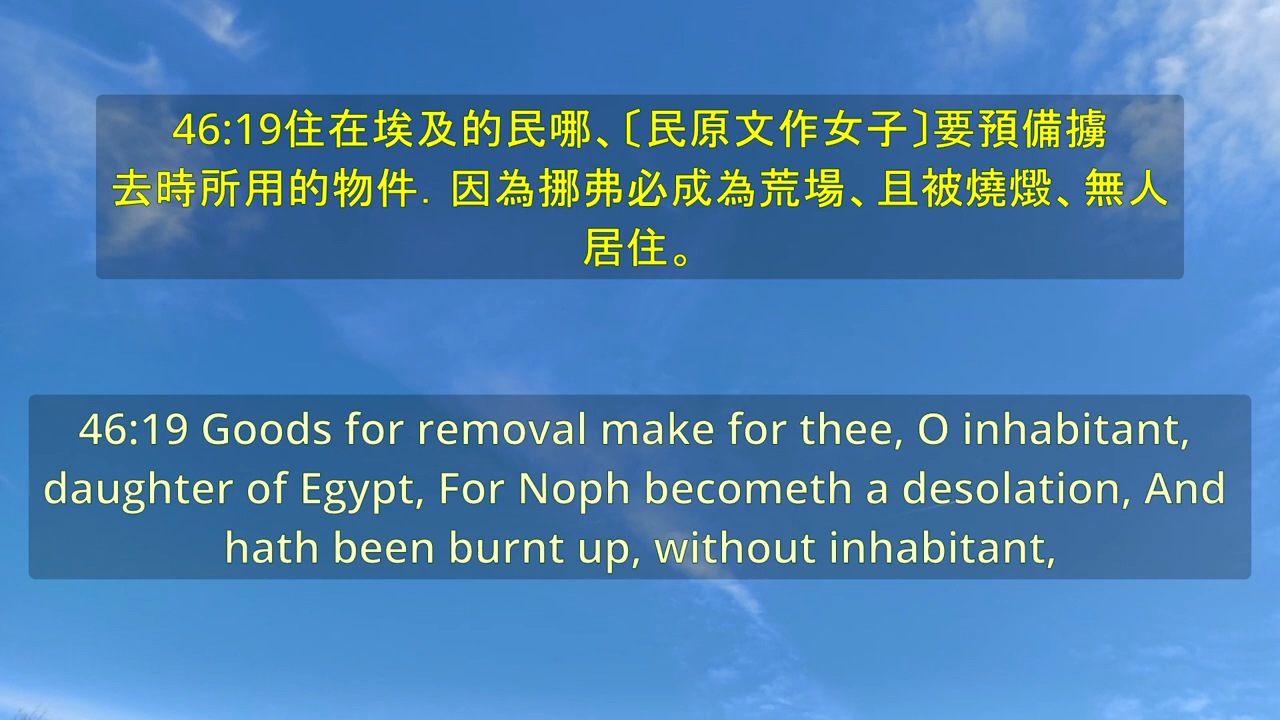 46:19住在埃及的民哪、〔民原文作女子〕要預備擄
去時所用的物件．因為挪弗必成為荒場、且被燒燬、無人
居住。
46:19 Goods for removal make for thee, O inhabitant,
daughter of Egypt, For Noph becometh a desolation, And
hath been burnt up, without inhabitant,